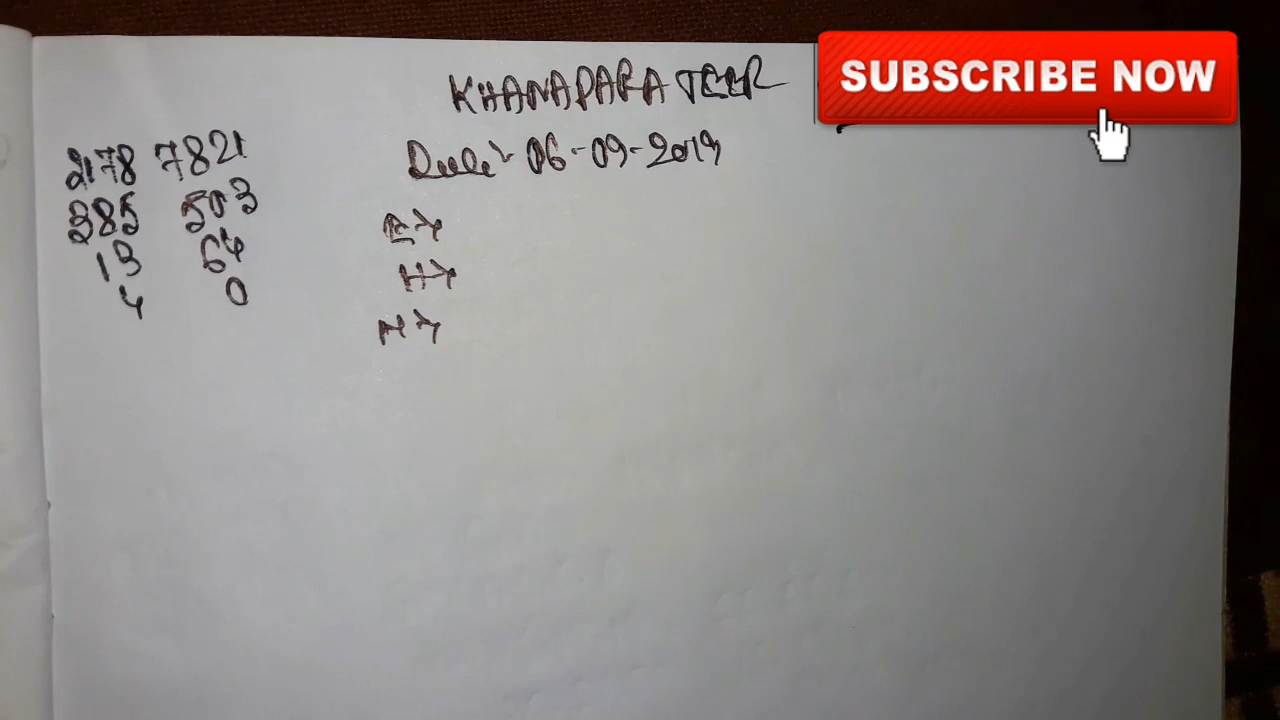 KHANAPARA TEER
SUBSCRIBE NOW
Date:- 06-09-2019
2178 7821
385 503
13 64
4 0
E→
H→
H→